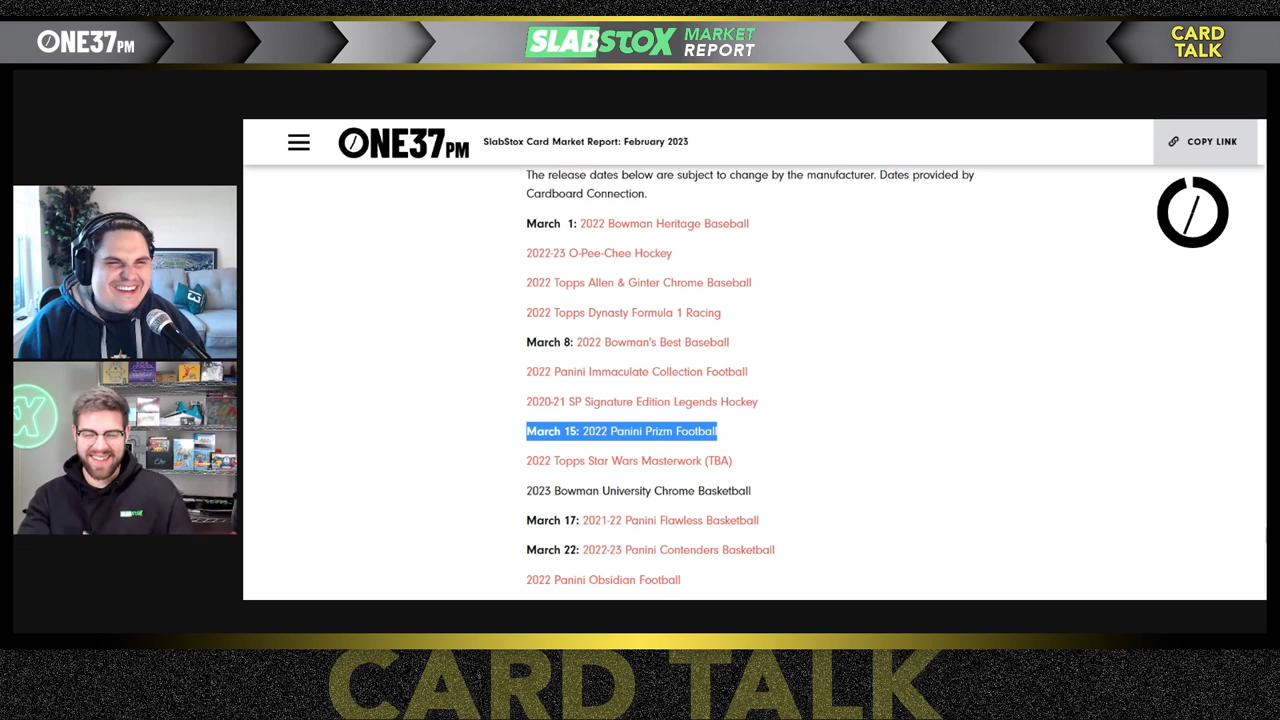 ONE37PM
SLABSTOX
MARKET
REPORT
CARD
TALK
ONE37PM
SlabStox Card Market Report: February 2023
COPY LINK
The release dates below are subject to change by the manufacturer. Dates provided by
Cardboard Connection.
March 1: 2022 Bowman Heritage Baseball
2022-23 O-Pee-Chee Hockey
2022 Topps Allen & Ginter Chrome Baseball
2022 Topps Dynasty Formula 1 Racing
March 8: 2022 Bowman's Best Baseball
2022 Panini Immaculate Collection Football
2020-21 SP Signature Edition Legends Hockey
March 15: 2022 Panini Prizm Football
2022 Topps Star Wars Masterwork (TBA)
2023 Bowman University Chrome Basketball
March 17: 2021-22 Panini Flawless Basketball
March 22: 2022-23 Panini Contenders Basketball
2022 Panini Obsidian Football
CARD TALK